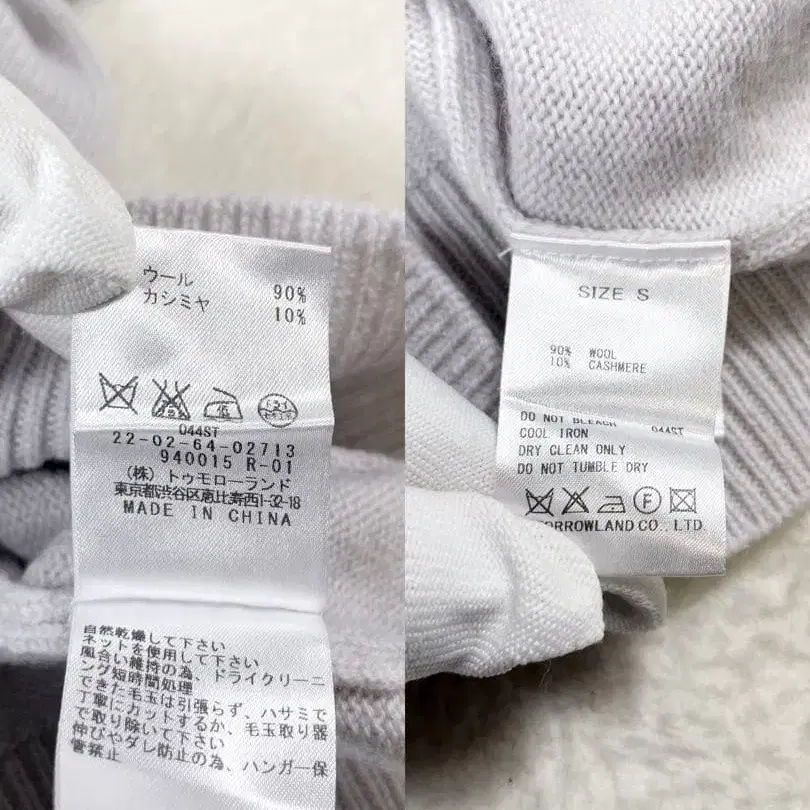 ウール 90%
カシミヤ 10%
044ST
22-02-64-02713
940015 R-01
(株)トゥモローランド
東京都渋谷区恵比寿西1-32-18
MADE IN CHINA
自然乾燥して下さい
ネットを使用して下さい
風合い維持の為、ドライクリーニ
ング短時間処理
できた毛玉は引張らず、ハサミで
丁寧にカットするか、毛玉取り器
で取り除いて下さい
伸びやダレ防止の為、ハンガー保
管禁止
SIZE S
90% WOOL
10% CASHMERE
DO NOT BLEACH 044ST
COOL IRON
DRY CLEAN ONLY
DO NOT TUMBLE DRY
F
ORROWLAND CO., LTD.